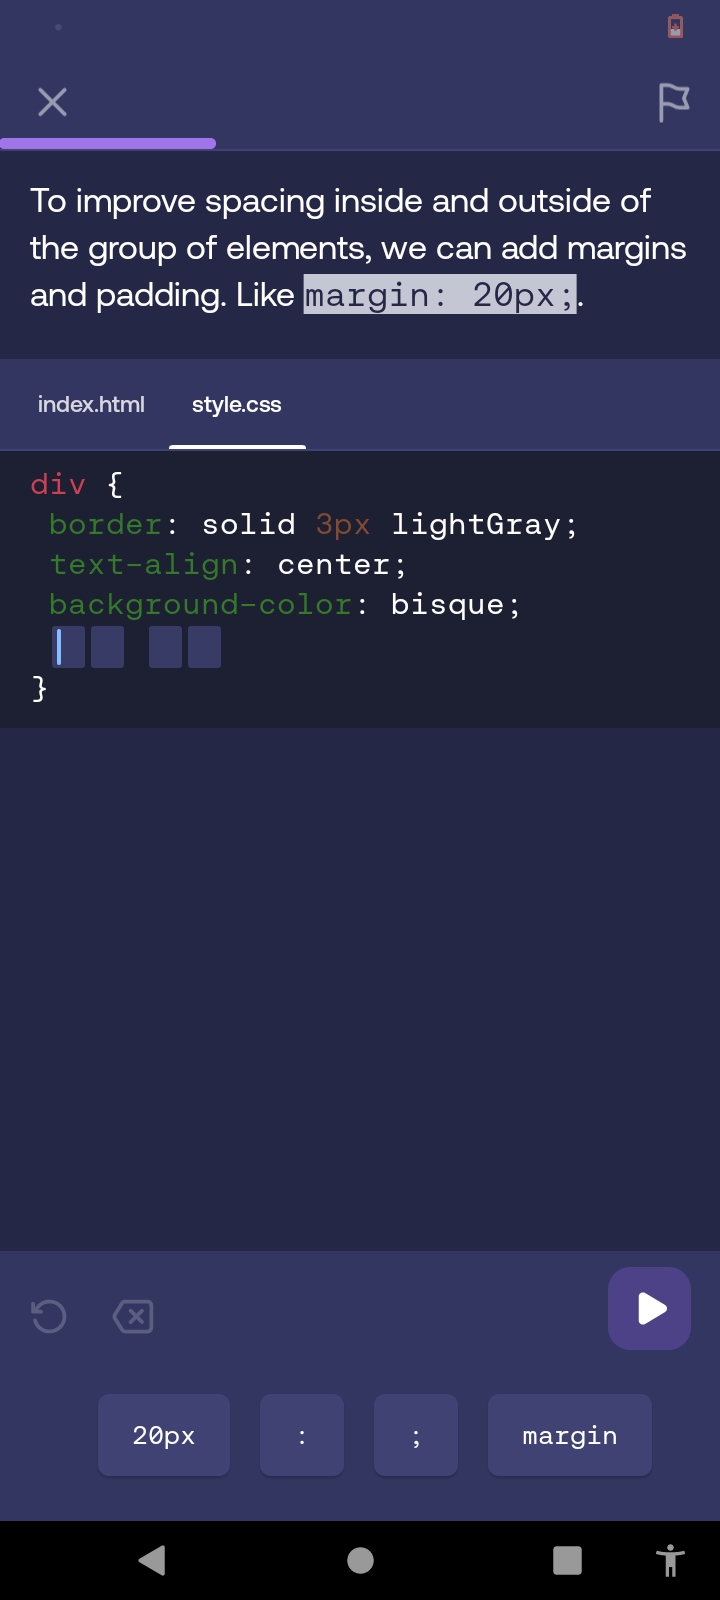 To improve spacing inside and outside of
the group of elements, we can add margins
and padding. Like margin: 20px;.
index.html style.css
div {
border: solid 3px lightGray;
text-align: center;
background-color: bisque;
}
20px : ; margin